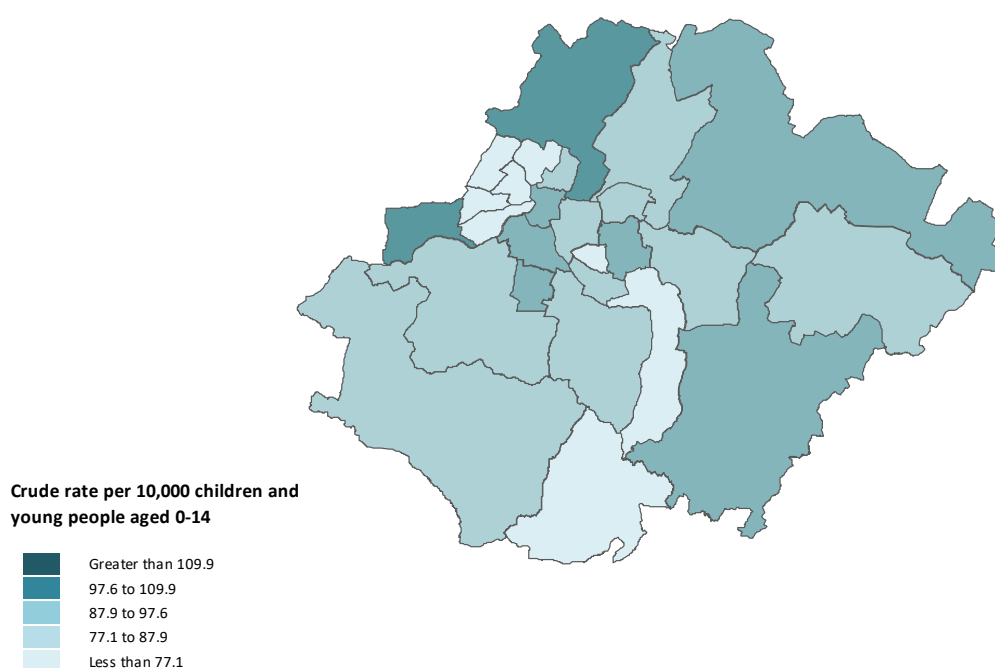 Crude rate per 10,000 children and
young people aged 0-14
Greater than 109.9
97.6 to 109.9
87.9 to 97.6
77.1 to 87.9
Less than 77.1